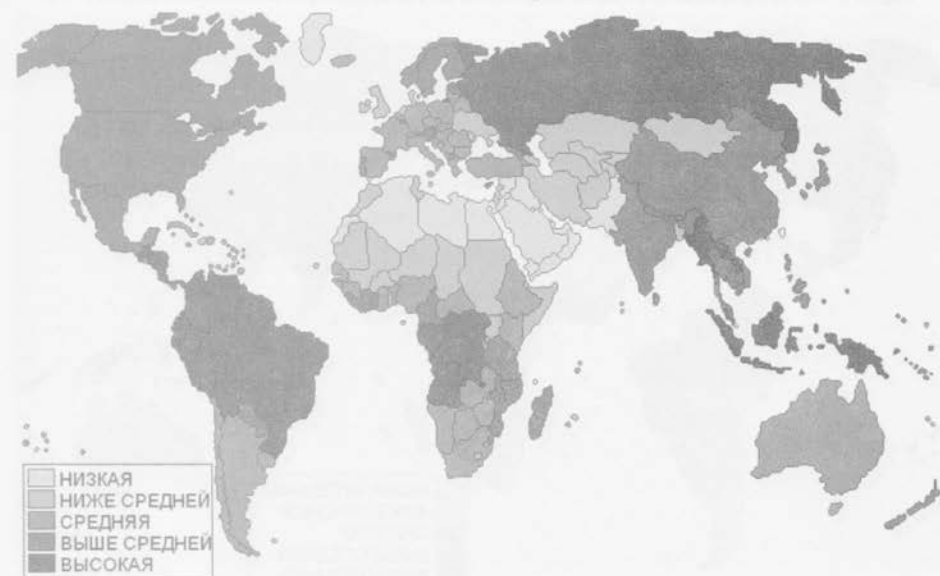 НИЗКАЯ
НИЖЕ СРЕДНЕЙ
СРЕДНЯЯ
ВЫШЕ СРЕДНЕЙ
ВЫСОКАЯ